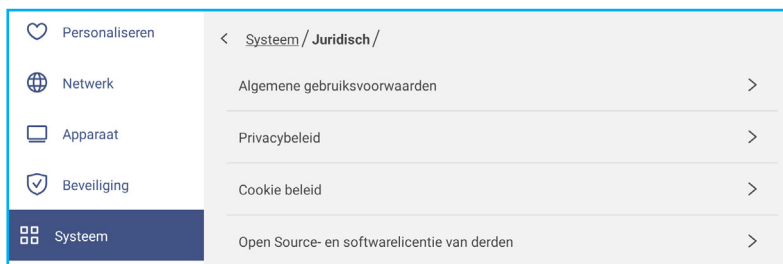 Personaliseren
Netwerk
Apparaat
Beveiliging
Systeem
Systeem / Juridisch /
Algemene gebruiksvoorwaarden
Privacybeleid
Cookie beleid
Open Source- en softwarelicentie van derden